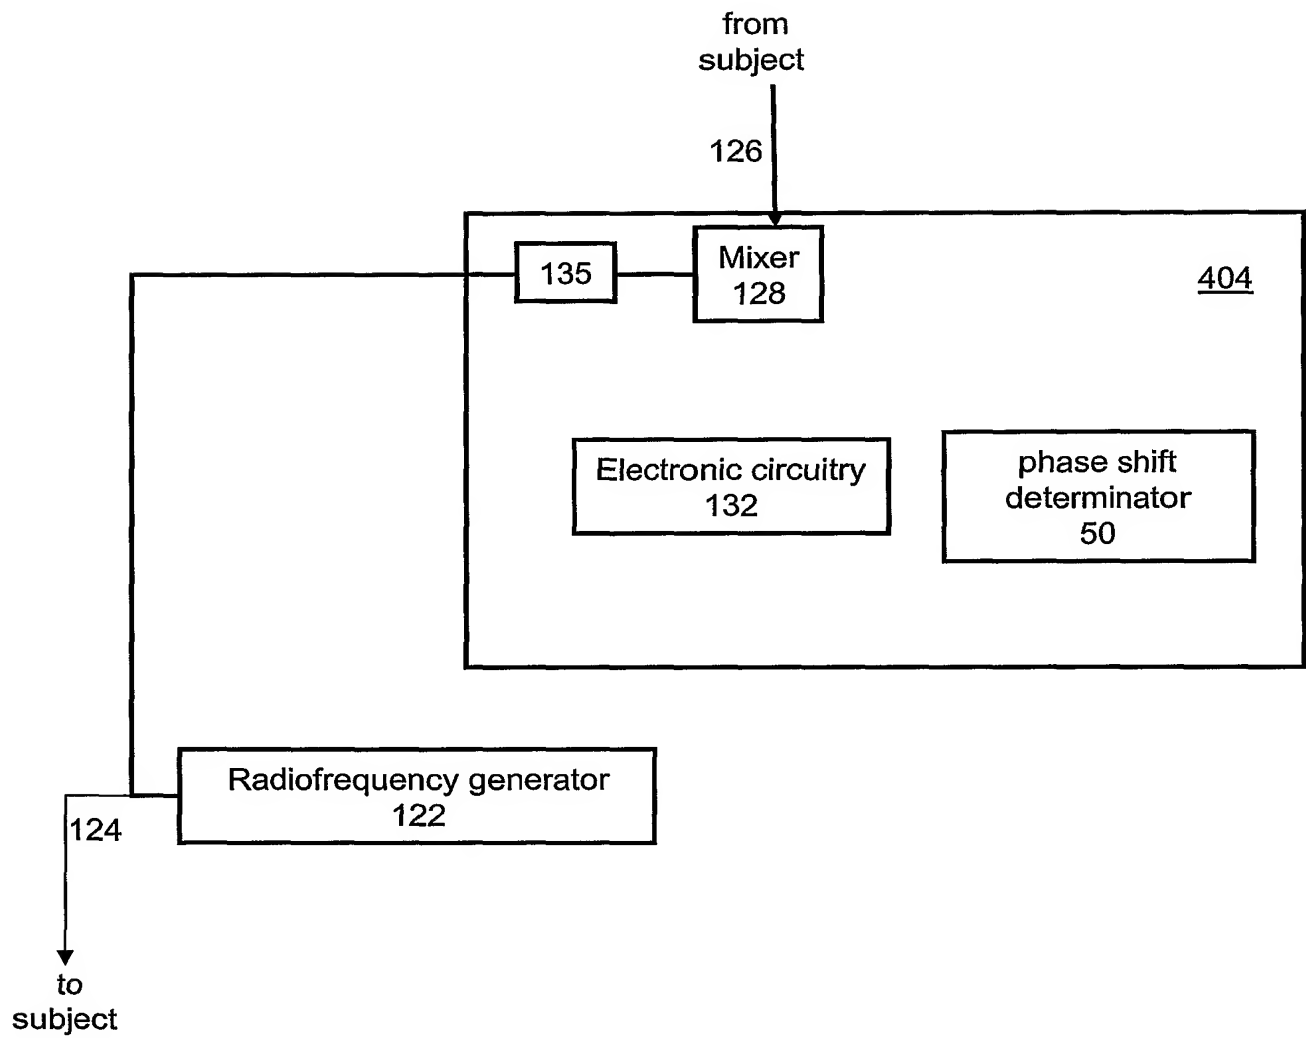 from
subject
126
135
Mixer
128
404
Electronic circuitry
132
phase shift
determinator
50
Radiofrequency generator
122
124
to
subject